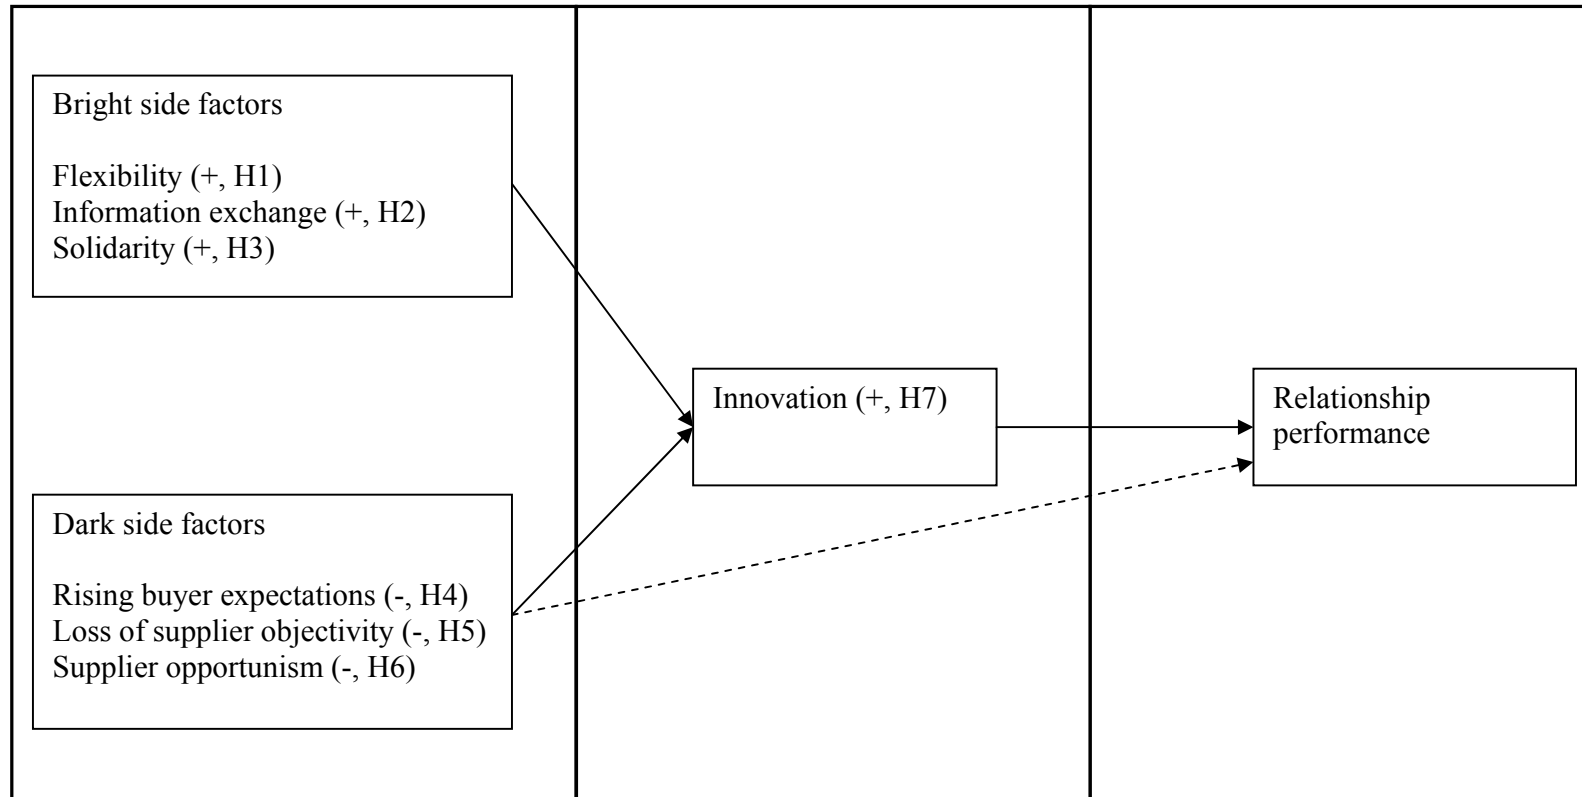 Bright side factors
Flexibility (+, H1)
Information exchange (+, H2)
Solidarity (+, H3)
Innovation (+, H7)
Relationship
performance
Dark side factors
Rising buyer expectations (-, H4)
Loss of supplier objectivity (-, H5)
Supplier opportunism (-, H6)